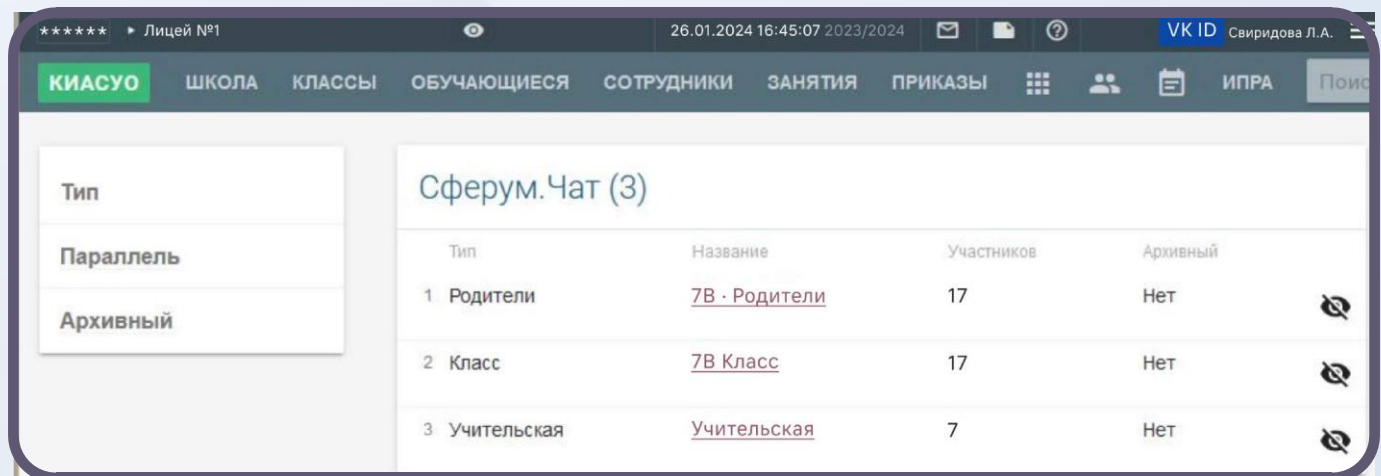 ****** ▸ Лицей №1 26.01.2024 16:45:07 2023/2024 VK ID Свиридова Л.А.
КИАСУО ШКОЛА КЛАССЫ ОБУЧАЮЩИЕСЯ СОТРУДНИКИ ЗАНЯТИЯ ПРИКАЗЫ ИПРА Поис
Тип
Параллель
Архивный
Сферум.Чат (3)
Тип Название Участников Архивный
1 Родители 7В · Родители 17 Нет
2 Класс 7В Класс 17 Нет
3 Учительская Учительская 7 Нет